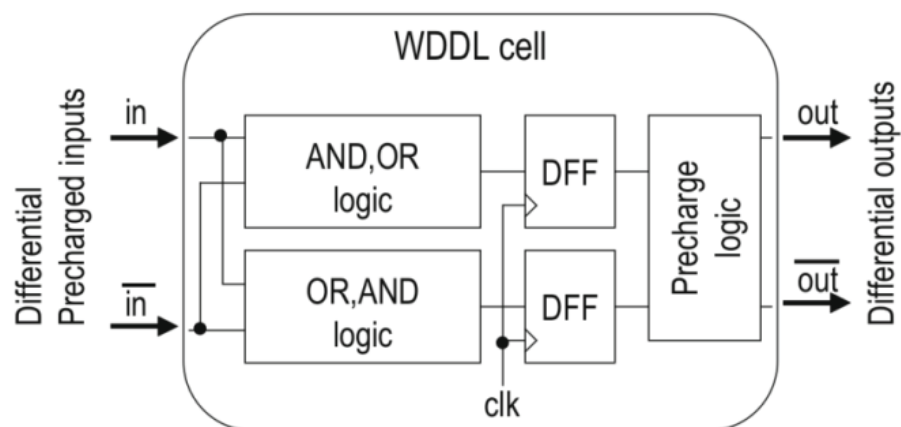 WDDL cell
Differential
Precharged inputs
in
in
AND,OR
logic
OR,AND
logic
DFF
DFF
clk
Precharge
logic
out
out
Differential outputs